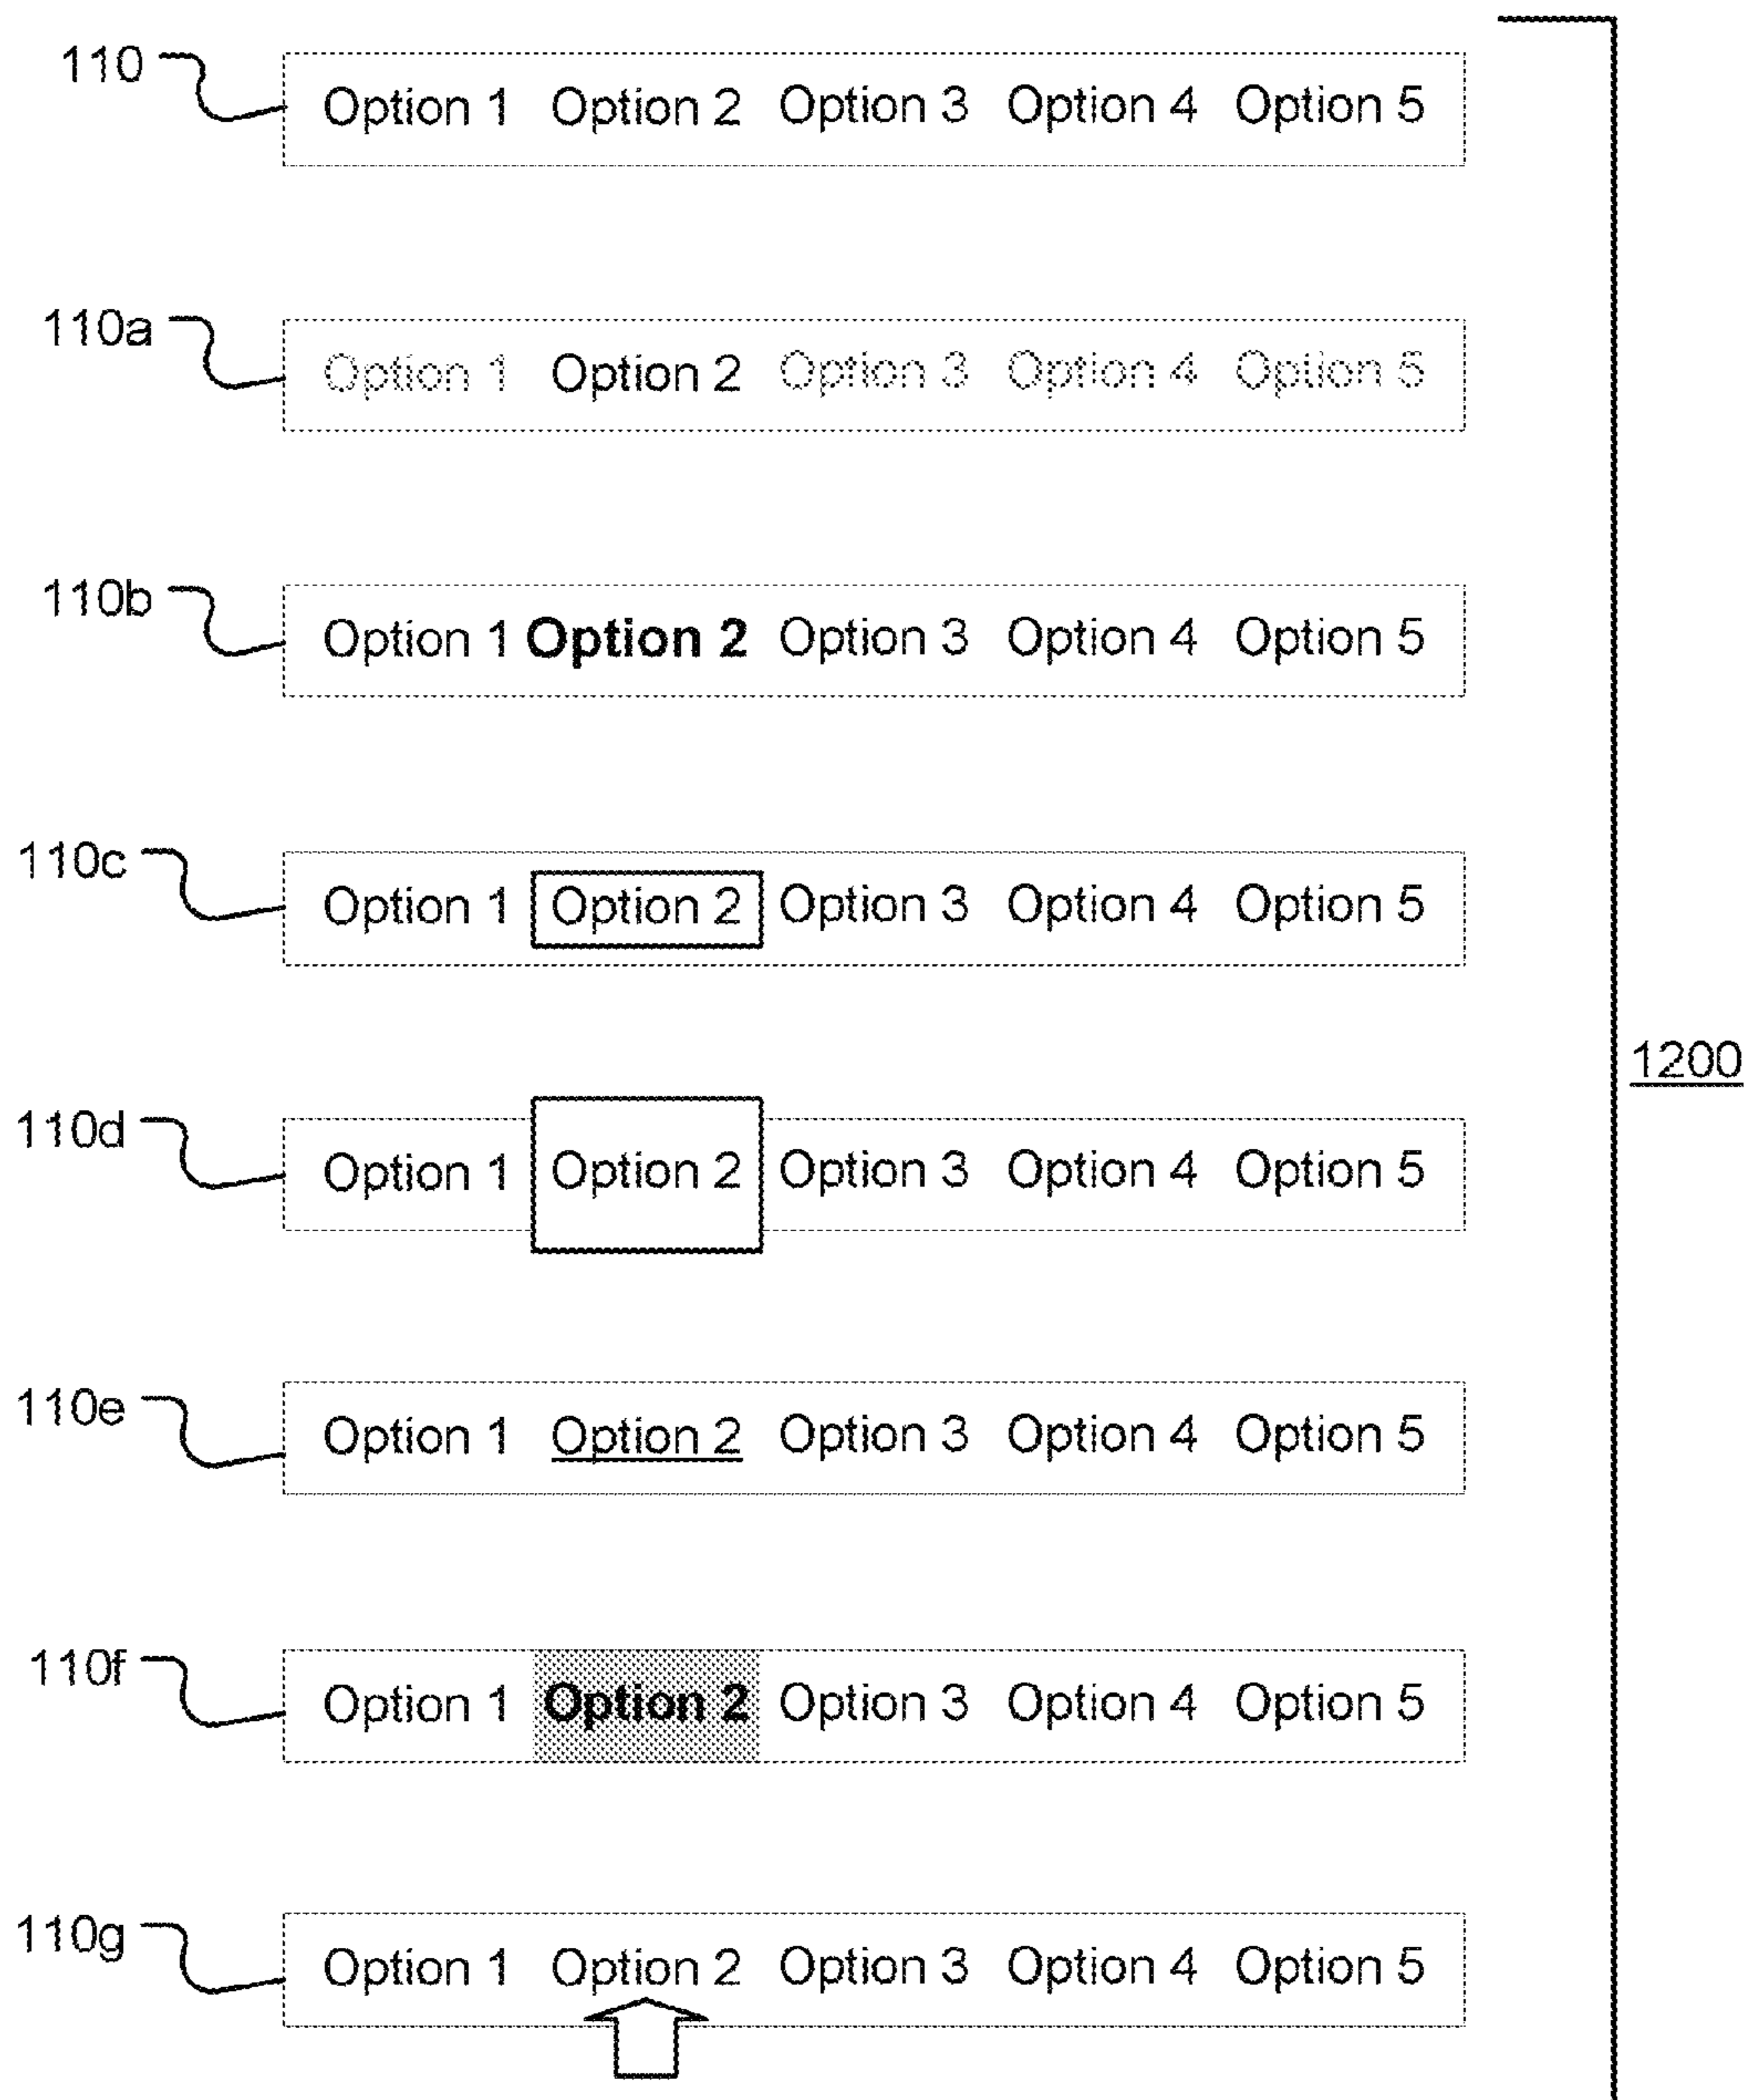 110 Option 1 Option 2 Option 3 Option 4 Option 5
110a Option 1 Option 2 Option 3 Option 4 Option 5
110b Option 1 Option 2 Option 3 Option 4 Option 5
110c Option 1 Option 2 Option 3 Option 4 Option 5
1200
110d Option 1 Option 2 Option 3 Option 4 Option 5
110e Option 1 Option 2 Option 3 Option 4 Option 5
110f Option 1 Option 2 Option 3 Option 4 Option 5
110g Option 1 Option 2 Option 3 Option 4 Option 5